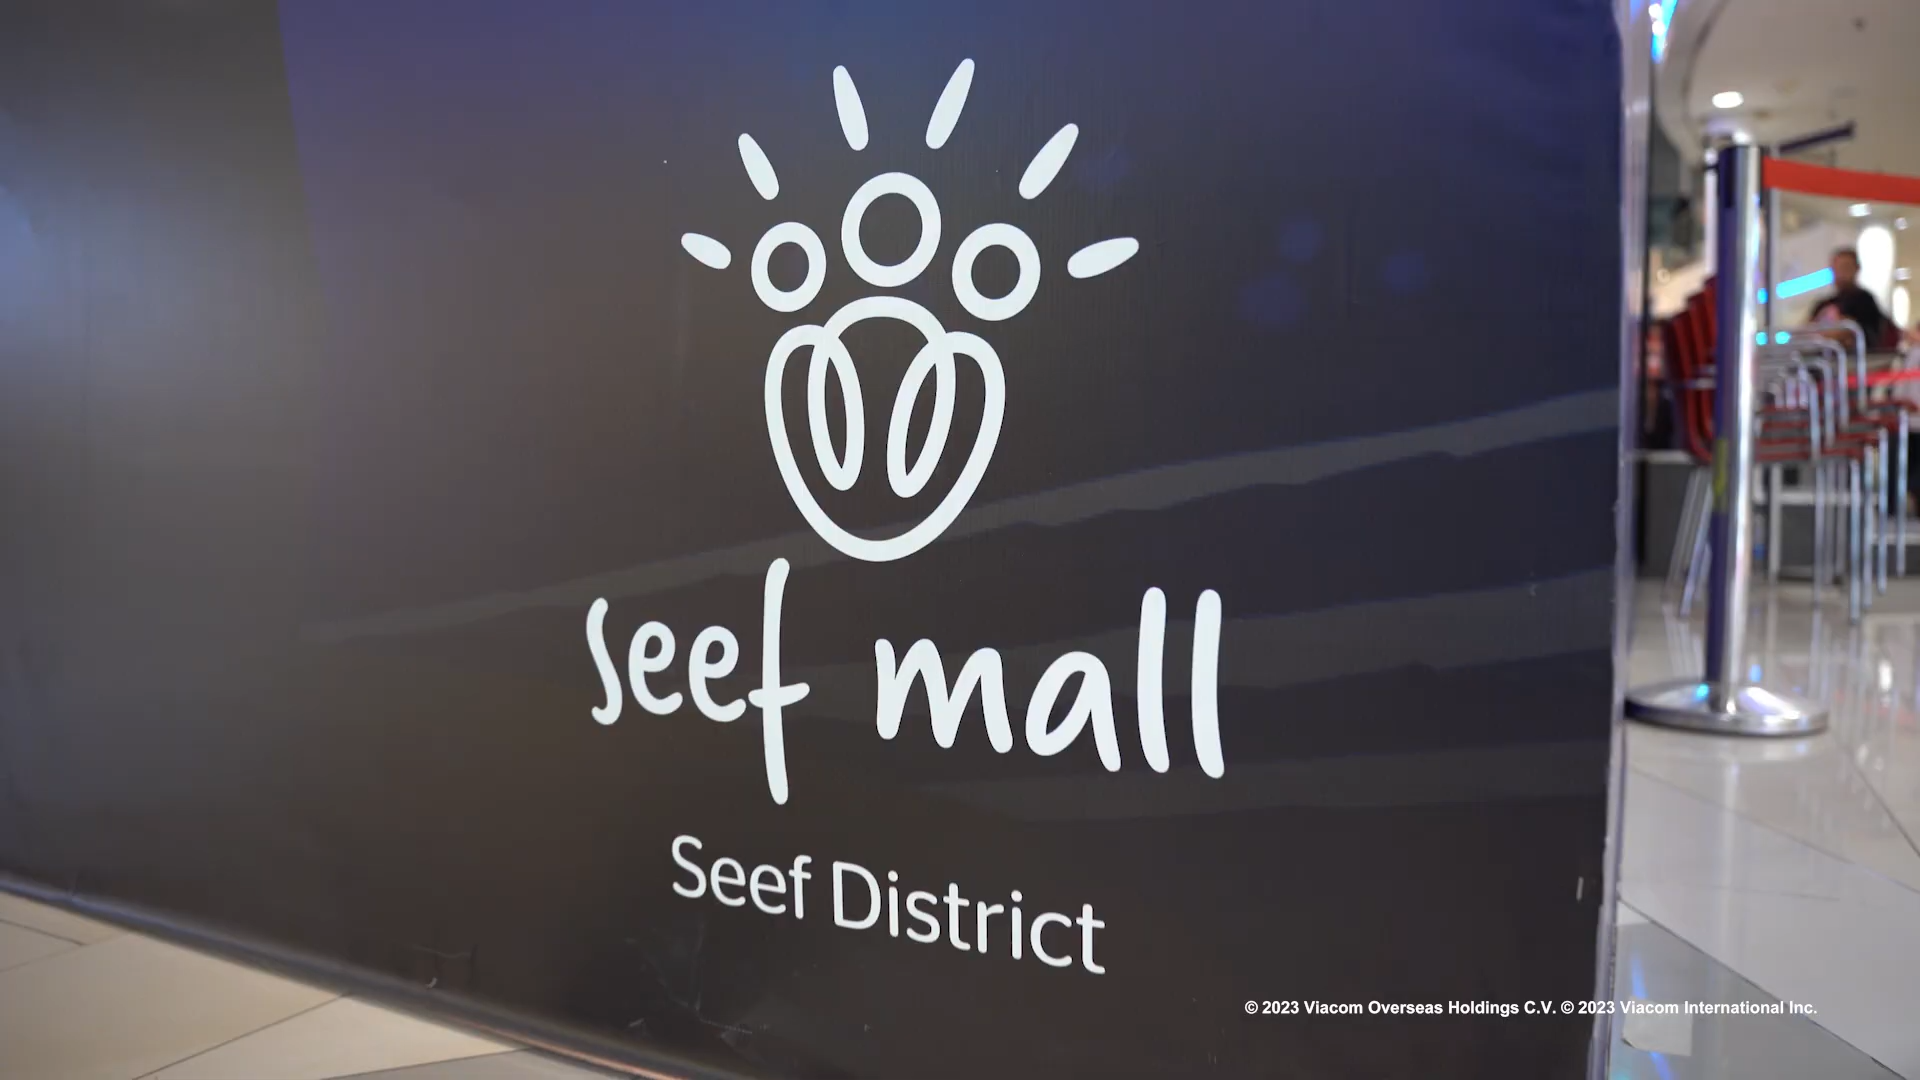 seef mall
Seef District
© 2023 Viacom Overseas Holdings C.V. © 2023 Viacom International Inc.